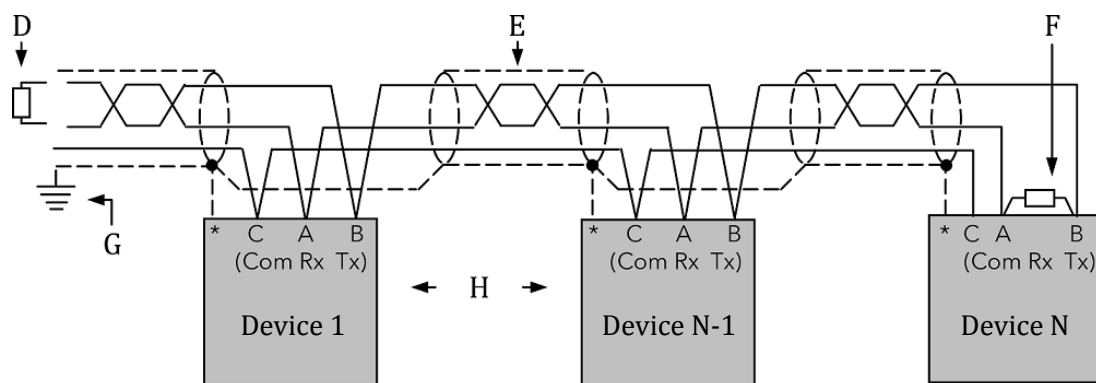 D
E
F
G
* C A B
(Com Rx Tx)
Device 1
H
* C A B
(Com Rx Tx)
Device N-1
* C A B
(Com Rx Tx)
Device N